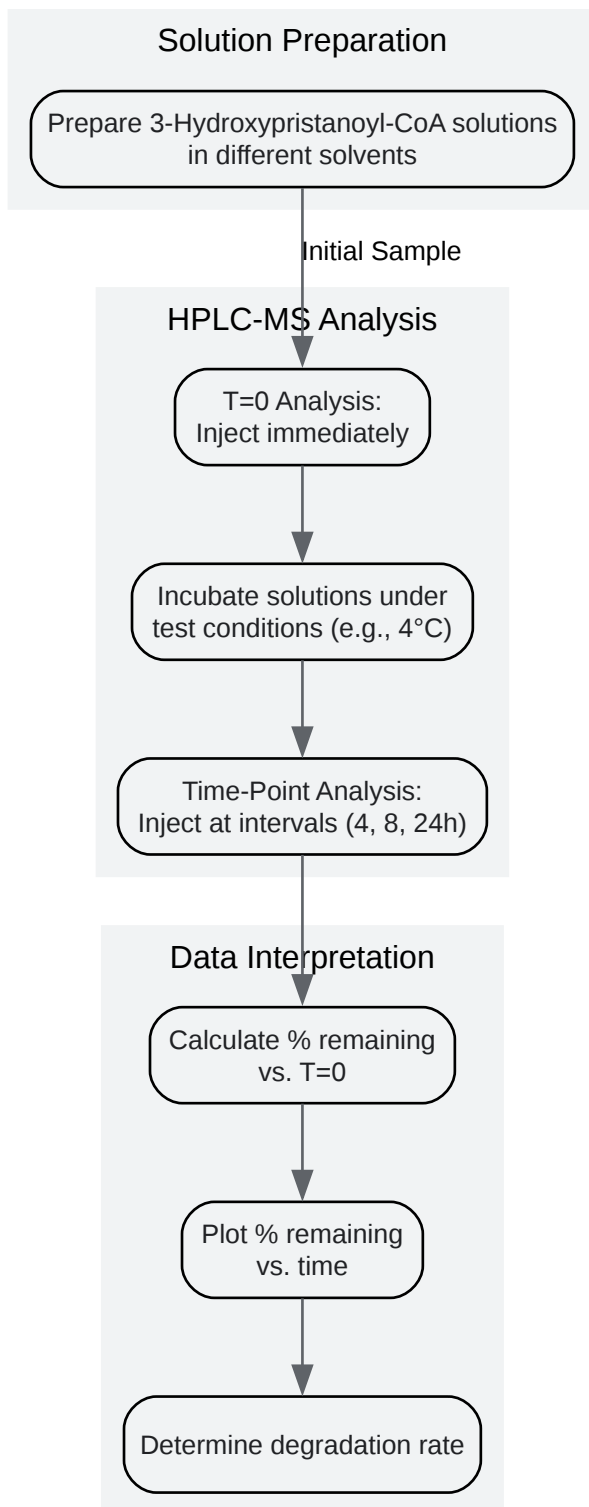 Solution Preparation
Prepare 3-Hydroxypristanoyl-CoA solutions
in different solvents
Initial Sample
HPLC-MS Analysis
T=0 Analysis:
Inject immediately
Incubate solutions under
test conditions (e.g., 4°C)
Time-Point Analysis:
Inject at intervals (4, 8, 24h)
Data Interpretation
Calculate % remaining
vs. T=0
Plot % remaining
vs. time
Determine degradation rate